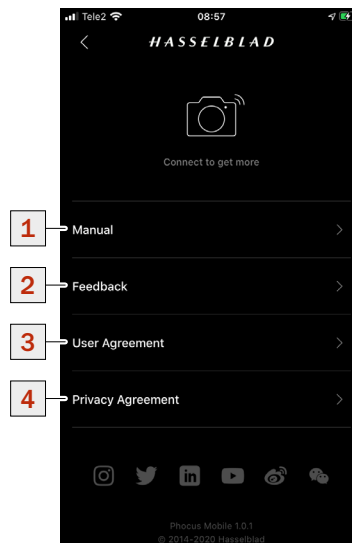 Tele2 08:57
HASSELBLAD
Connect to get more
1 Manual
2 Feedback
3 User Agreement
4 Privacy Agreement
in
Phocus Mobile 1.0.1
© 2014-2020 Hasselblad